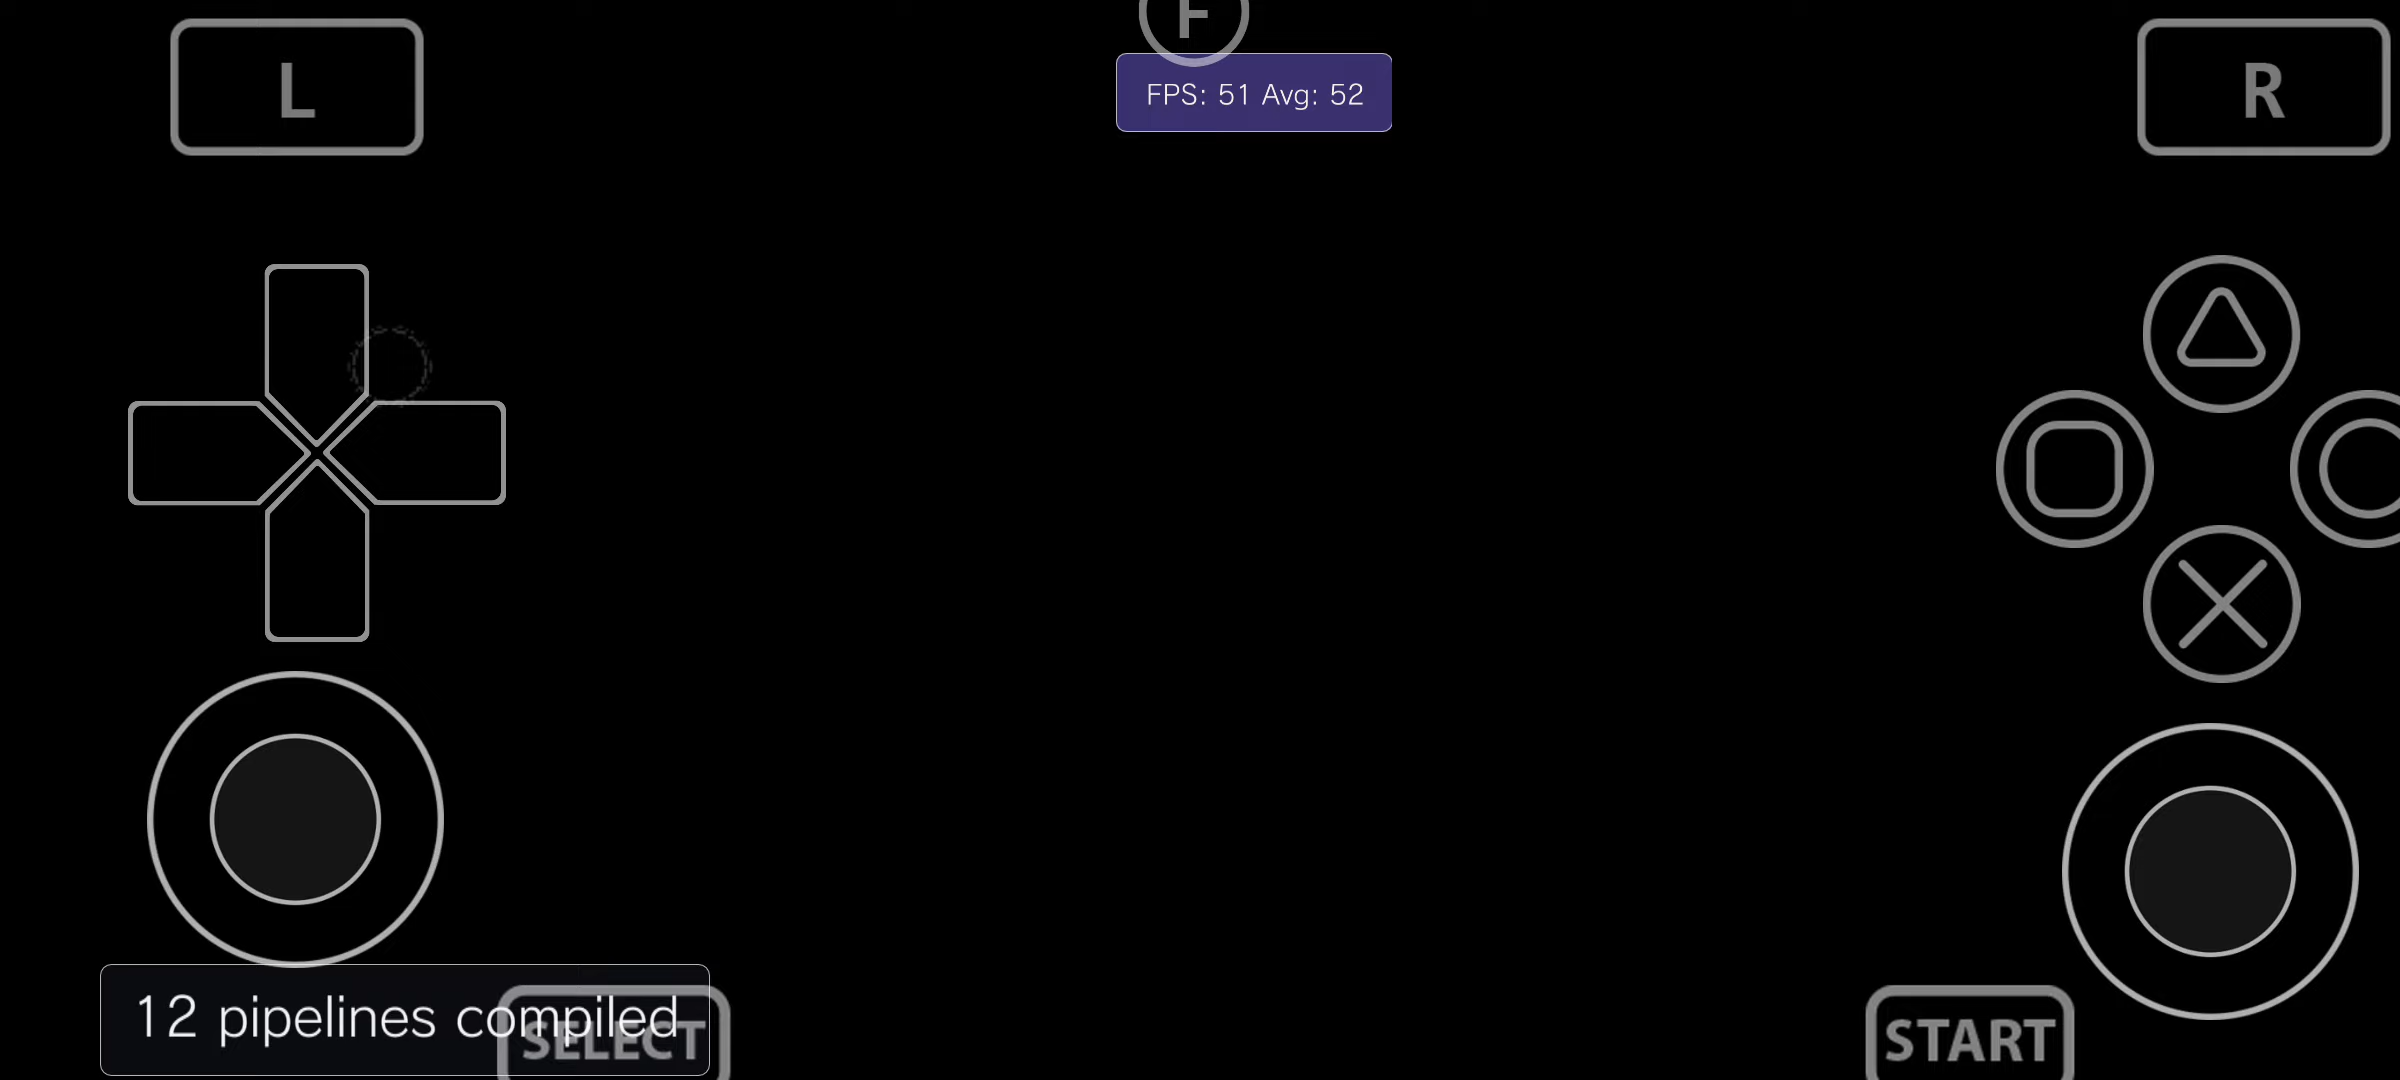 F
L
FPS: 51 Avg: 52
R
12 pipelines compiled
SELECT
START